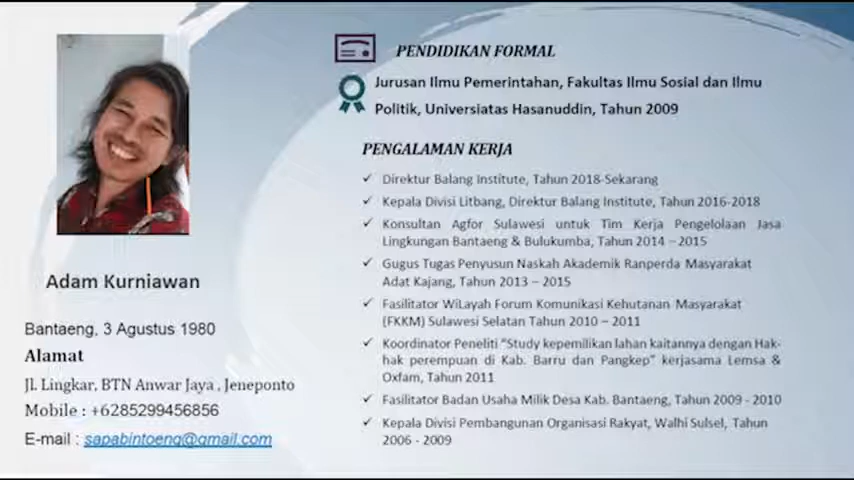 Adam Kurniawan
Bantaeng, 3 Agustus 1980
Alamat
Jl. Lingkar, BTN Anwar Jaya , Jeneponto
Mobile : +6285299456856
E-mail : sapabintoeng@gmail.com
PENDIDIKAN FORMAL
Jurusan Ilmu Pemerintahan, Fakultas Ilmu Sosial dan Ilmu
Politik, Universiatas Hasanuddin, Tahun 2009
PENGALAMAN KERJA
✓ Direktur Balang Institute, Tahun 2018-Sekarang
✓ Kepala Divisi Litbang, Direktur Balang Institute, Tahun 2016-2018
✓ Konsultan Agfor Sulawesi untuk Tim Kerja Pengelolaan Jasa
Lingkungan Bantaeng & Bulukumba, Tahun 2014 – 2015
✓ Gugus Tugas Penyusun Naskah Akademik Ranperda Masyarakat
Adat Kajang, Tahun 2013 – 2015
✓ Fasilitator WiLayah Forum Komunikasi Kehutanan Masyarakat
(FKKM) Sulawesi Selatan Tahun 2010 – 2011
✓ Koordinator Peneliti "Study kepemilikan lahan kaitannya dengan Hak-
hak perempuan di Kab. Barru dan Pangkep" kerjasama Lemsa &
Oxfam, Tahun 2011
✓ Fasilitator Badan Usaha Milik Desa Kab. Bantaeng, Tahun 2009 - 2010
✓ Kepala Divisi Pembangunan Organisasi Rakyat, Walhi Sulsel, Tahun
2006 - 2009